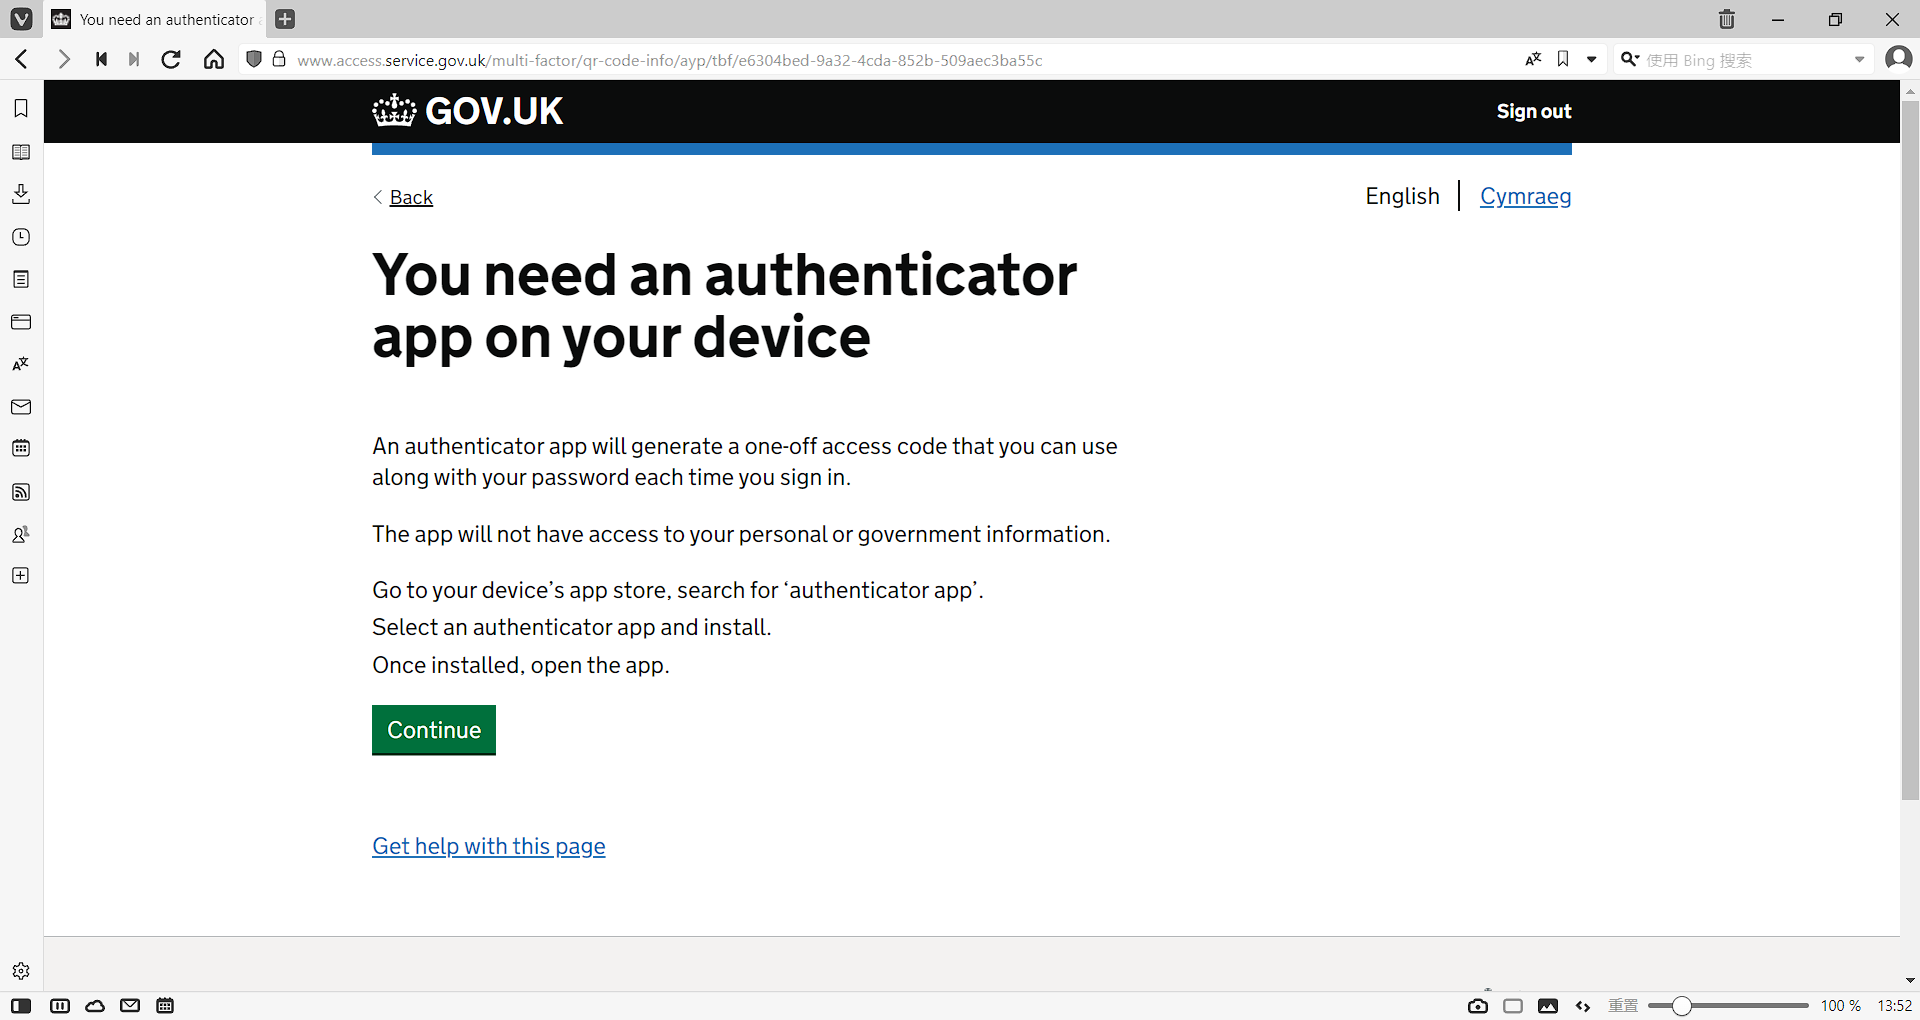 You need an authenticator a
www.access.service.gov.uk/multi-factor/qr-code-info/ayp/tbf/e6304bed-9a32-4cda-852b-509aec3ba55c
使用 Bing 搜索
GOV.UK
Sign out
Back
English
Cymraeg
You need an authenticator
app on your device
An authenticator app will generate a one-off access code that you can use
along with your password each time you sign in.
The app will not have access to your personal or government information.
Go to your device’s app store, search for ‘authenticator app’.
Select an authenticator app and install.
Once installed, open the app.
Continue
Get help with this page
重置
100 %
13:52